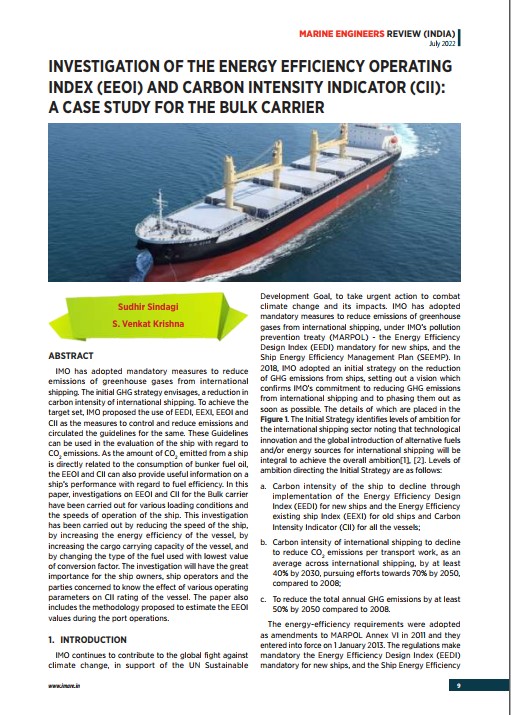 MARINE ENGINEERS REVIEW (INDIA)
July 2022
INVESTIGATION OF THE ENERGY EFFICIENCY OPERATING
INDEX (EEOI) AND CARBON INTENSITY INDICATOR (CII):
A CASE STUDY FOR THE BULK CARRIER
Sudhir Sindagi
S. Venkat Krishna
ABSTRACT
IMO has adopted mandatory measures to reduce
emissions of greenhouse gases from international
shipping. The initial GHG strategy envisages, a reduction in
carbon intensity of international shipping. To achieve the
target set, IMO proposed the use of EEDI, EEXI, EEOI and
CII as the measures to control and reduce emissions and
circulated the guidelines for the same. These Guidelines
can be used in the evaluation of the ship with regard to
CO₂ emissions. As the amount of CO₂ emitted from a ship
is directly related to the consumption of bunker fuel oil,
the EEOI and CII can also provide useful information on a
ship's performance with regard to fuel efficiency. In this
paper, investigations on EEOI and CII for the Bulk carrier
have been carried out for various loading conditions and
the speeds of operation of the ship. This investigation
has been carried out by reducing the speed of the ship,
by increasing the energy efficiency of the vessel, by
increasing the cargo carrying capacity of the vessel, and
by changing the type of the fuel used with lowest value
of conversion factor. The investigation will have the great
importance for the ship owners, ship operators and the
parties concerned to know the effect of various operating
parameters on CII rating of the vessel. The paper also
includes the methodology proposed to estimate the EEOI
values during the port operations.
1. INTRODUCTION
IMO continues to contribute to the global fight against
climate change, in support of the UN Sustainable
Development Goal, to take urgent action to combat
climate change and its impacts. IMO has adopted
mandatory measures to reduce emissions of greenhouse
gases from international shipping, under IMO's pollution
prevention treaty (MARPOL) - the Energy Efficiency
Design Index (EEDI) mandatory for new ships, and the
Ship Energy Efficiency Management Plan (SEEMP). In
2018, IMO adopted an initial strategy on the reduction
of GHG emissions from ships, setting out a vision which
confirms IMO's commitment to reducing GHG emissions
from international shipping and to phasing them out as
soon as possible. The details of which are placed in the
Figure 1. The Initial Strategy identifies levels of ambition for
the international shipping sector noting that technological
innovation and the global introduction of alternative fuels
and/or energy sources for international shipping will be
integral to achieve the overall ambition[1], [2]. Levels of
ambition directing the Initial Strategy are as follows:
a. Carbon intensity of the ship to decline through
implementation of the Energy Efficiency Design
Index (EEDI) for new ships and the Energy Efficiency
existing ship Index (EEXI) for old ships and Carbon
Intensity Indicator (CII) for all the vessels;
b. Carbon intensity of international shipping to decline
to reduce CO₂ emissions per transport work, as an
average across international shipping, by at least
40% by 2030, pursuing efforts towards 70% by 2050,
compared to 2008;
c. To reduce the total annual GHG emissions by at least
50% by 2050 compared to 2008.
The energy-efficiency requirements were adopted
as amendments to MARPOL Annex VI in 2011 and they
entered into force on 1 January 2013. The regulations make
mandatory the Energy Efficiency Design Index (EEDI)
mandatory for new ships, and the Ship Energy Efficiency
www.imare.in
9